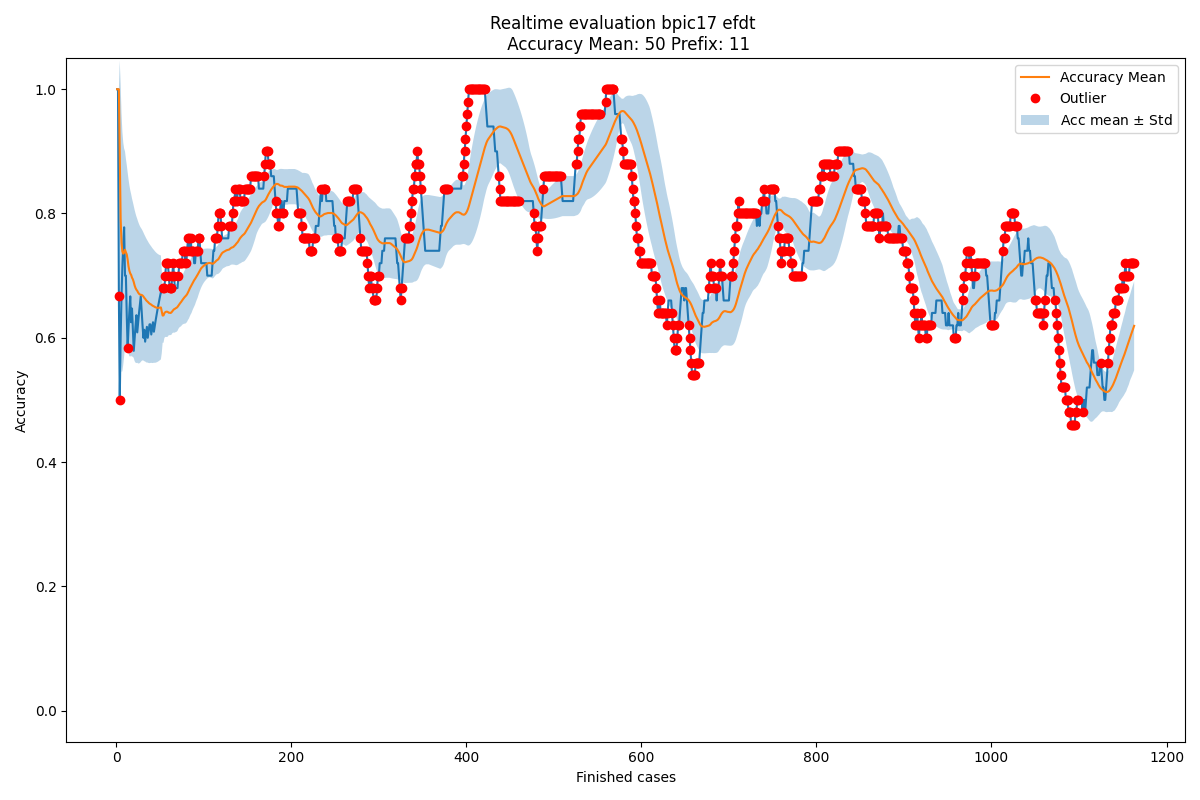 Realtime evaluation bpic17 efdt
Accuracy Mean: 50 Prefix: 11
Accuracy Mean
Outlier
Acc mean ± Std
1.0
0.8
0.6
0.4
0.2
0.0
Accuracy
0
200
400
600
800
1000
1200
Finished cases